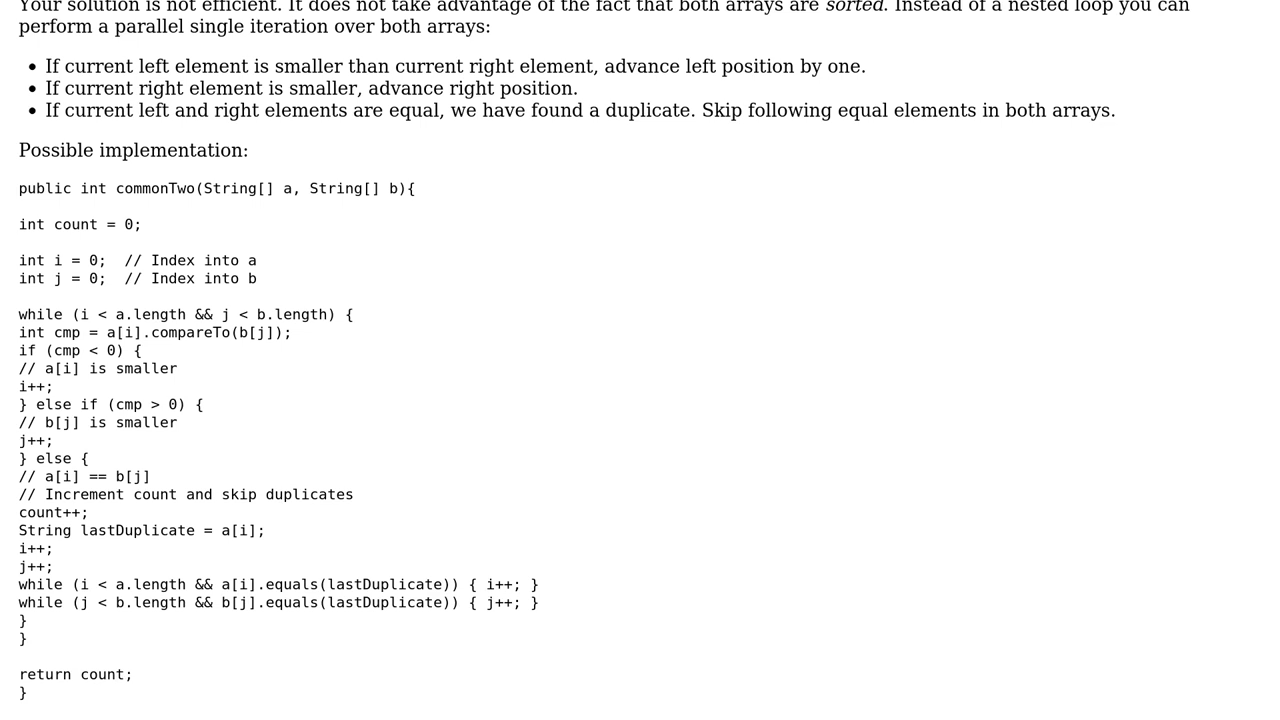 Your solution is not efficient. It does not take advantage of the fact that both arrays are sorted. Instead of a nested loop you can
perform a parallel single iteration over both arrays:
• If current left element is smaller than current right element, advance left position by one.
• If current right element is smaller, advance right position.
• If current left and right elements are equal, we have found a duplicate. Skip following equal elements in both arrays.
Possible implementation:
public int commonTwo(String[] a, String[] b){
int count = 0;
int i = 0;  // Index into a
int j = 0;  // Index into b
while (i < a.length && j < b.length) {
int cmp = a[i].compareTo(b[j]);
if (cmp < 0) {
// a[i] is smaller
i++;
} else if (cmp > 0) {
// b[j] is smaller
j++;
} else {
// a[i] == b[j]
// Increment count and skip duplicates
count++;
String lastDuplicate = a[i];
i++;
j++;
while (i < a.length && a[i].equals(lastDuplicate)) { i++; }
while (j < b.length && b[j].equals(lastDuplicate)) { j++; }
}
}
return count;
}